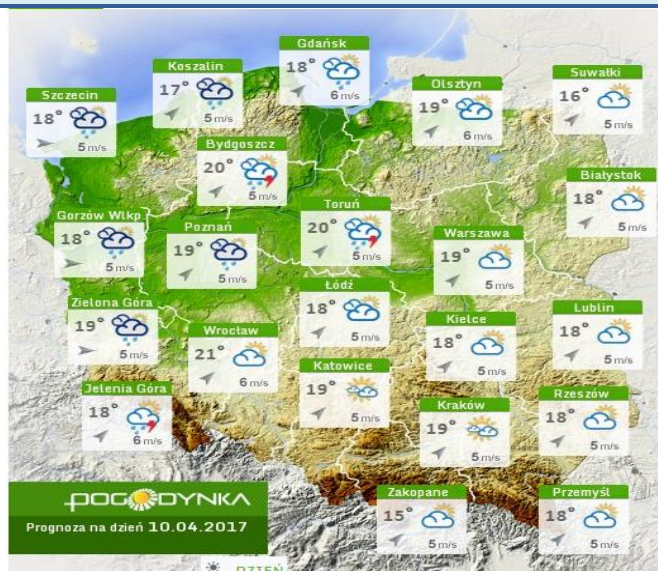 Gdańsk
18°
6 m/s
Koszalin
17°
5 m/s
Suwałki
16°
5 m/s
Olsztyn
19°
6 m/s
Szczecin
18°
5 m/s
Bydgoszcz
20°
5 m/s
Białystok
18°
5 m/s
Toruń
20°
5 m/s
Gorzów Wlkp
18°
5 m/s
Poznań
19°
5 m/s
Warszawa
19°
5 m/s
Łódź
18°
5 m/s
Zielona Góra
19°
5 m/s
Lublin
18°
5 m/s
Kielce
18°
5 m/s
Wrocław
21°
6 m/s
Katowice
19°
5 m/s
Jelenia Góra
18°
6 m/s
Rzeszów
18°
5 m/s
Kraków
19°
5 m/s
Zakopane
15°
5 m/s
Przemyśl
18°
5 m/s
POGODYNKA
Prognoza na dzień 10.04.2017
DZIEŃ